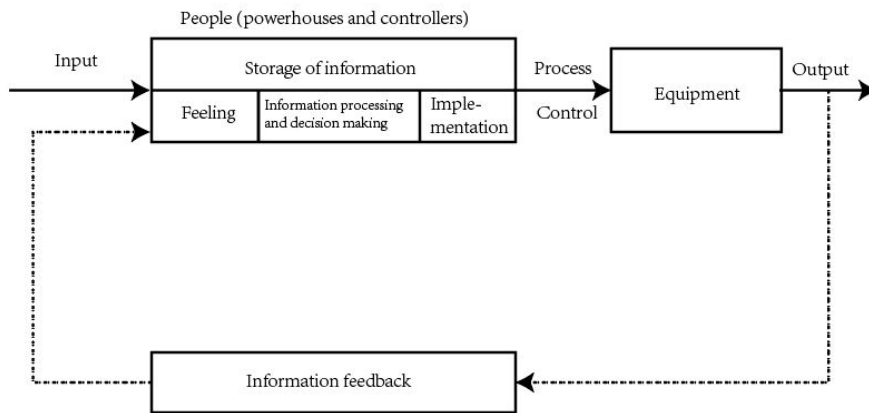 People (powerhouses and controllers)
Input
Storage of information
Feeling
Information processing
and decision making
Imple-
mentation
Process
Control
Equipment
Output
Information feedback